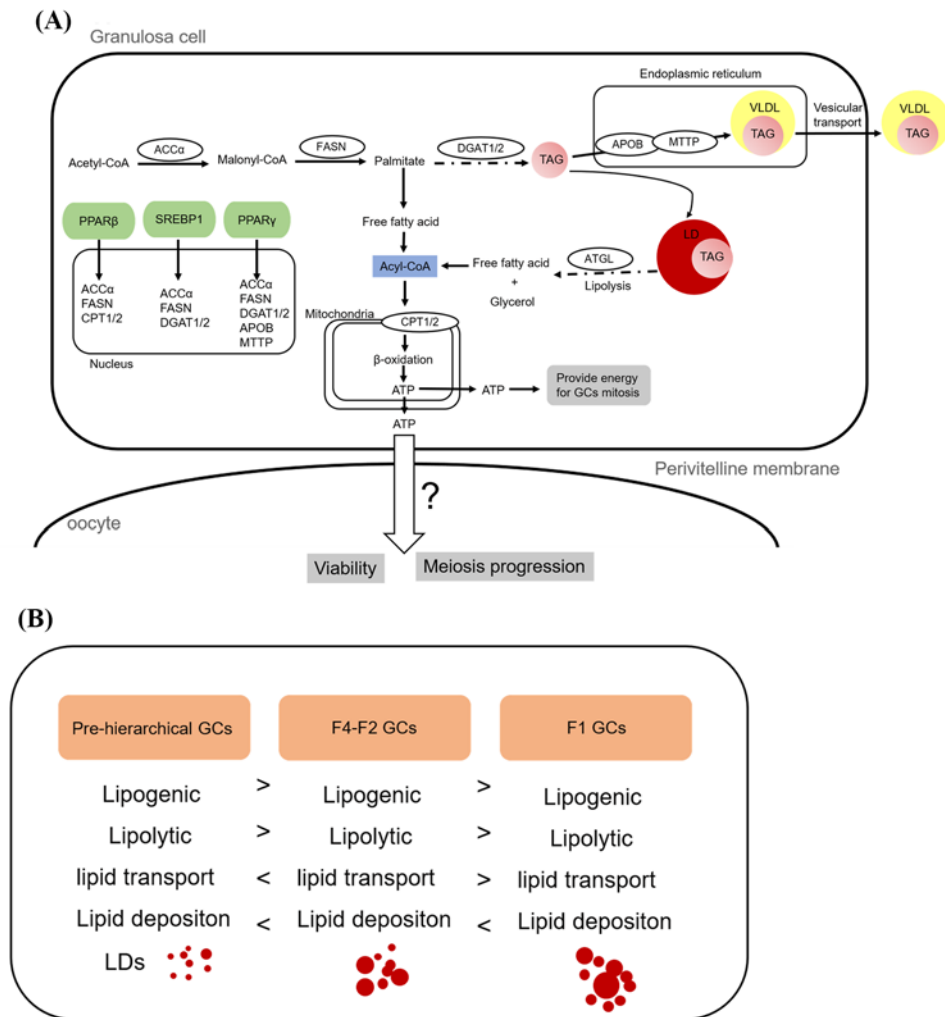 (A)
Granulosa cell
Endoplasmic reticulum
VLDL
TAG
Vesicular
transport
VLDL
TAG
Acetyl-CoA
ACCα
Malonyl-CoA
FASN
Palmitate
DGAT1/2
TAG
APOB
MTTP
PPARβ
SREBP1
PPARγ
Free fatty acid
LD
TAG
Acyl-CoA
Free fatty acid
+
Glycerol
ATGL
Lipolysis
ACCα
FASN
CPT1/2
ACCα
FASN
DGAT1/2
ACCα
FASN
DGAT1/2
APOB
MTTP
Nucleus
Mitochondria
CPT1/2
β-oxidation
ATP
ATP
Provide energy
for GCs mitosis
ATP
Perivitelline membrane
?
oocyte
Viability
Meiosis progression
(B)
Pre-hierarchical GCs
F4-F2 GCs
F1 GCs
Lipogenic > Lipogenic > Lipogenic
Lipolytic > Lipolytic > Lipolytic
lipid transport < lipid transport > lipid transport
Lipid depositon < Lipid depositon < Lipid depositon
LDs